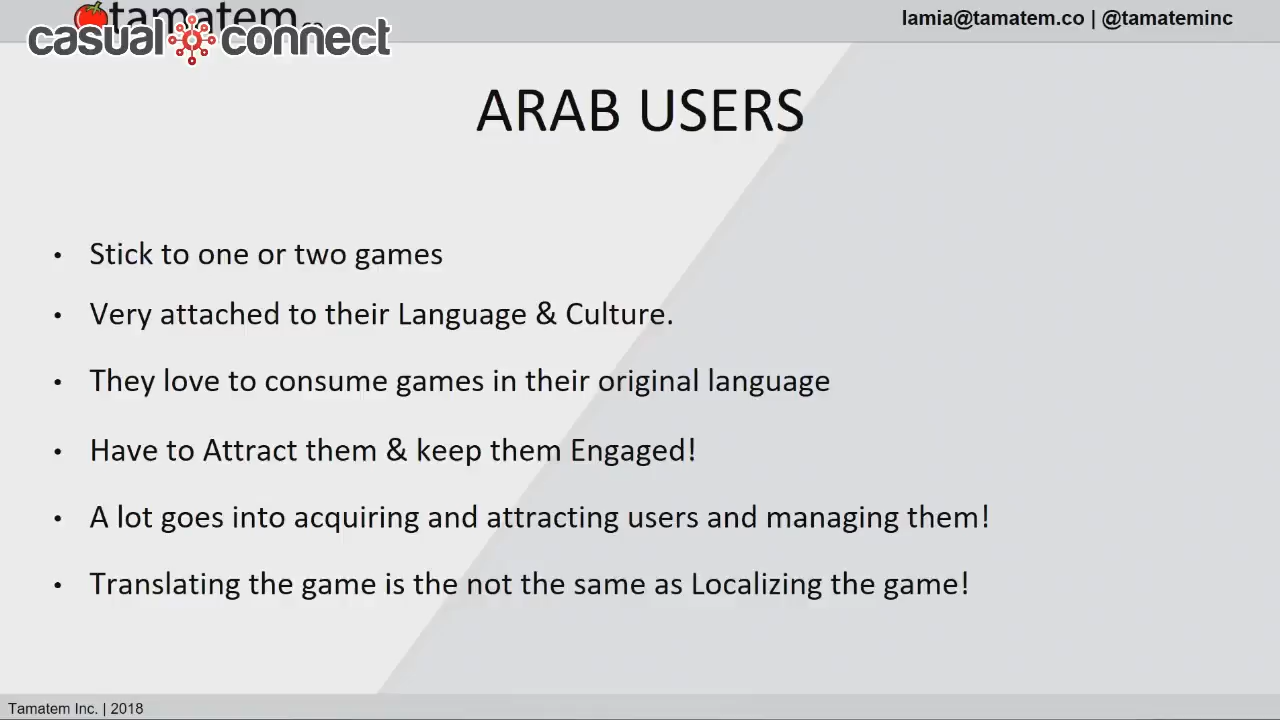 tamatem
casual connect
lamia@tamatem.co | @tamateminc
ARAB USERS
• Stick to one or two games
• Very attached to their Language & Culture.
• They love to consume games in their original language
• Have to Attract them & keep them Engaged!
• A lot goes into acquiring and attracting users and managing them!
• Translating the game is the not the same as Localizing the game!
Tamatem Inc. | 2018